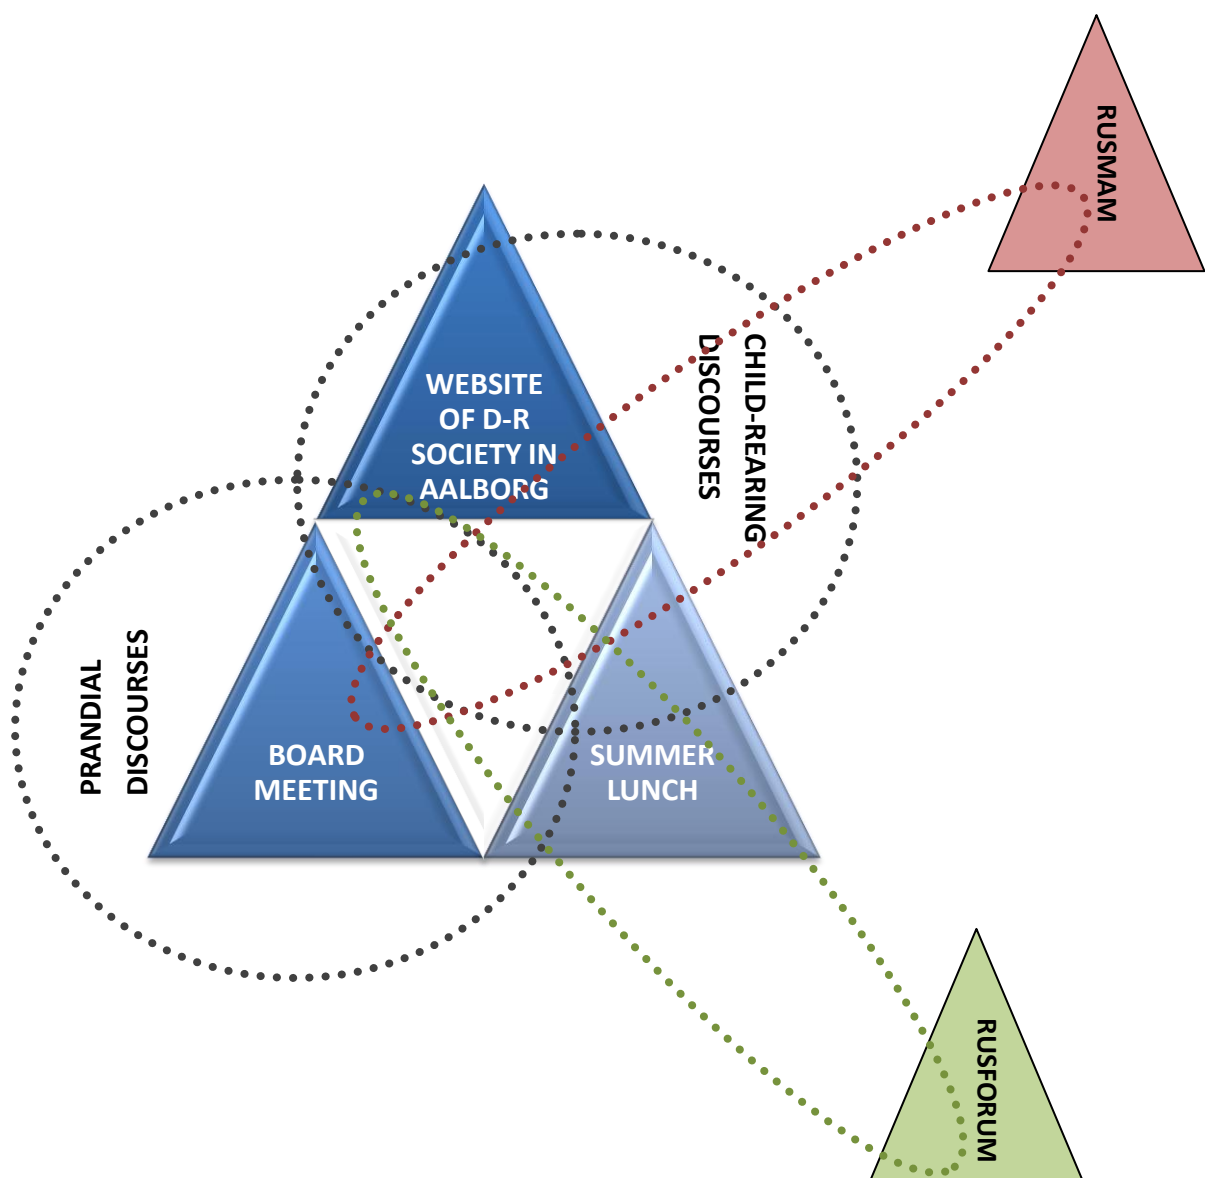 RUSMAM
WEBSITE
OF D-R
SOCIETY IN
AALBORG
CHILD-REARING
DISCOURSES
PRANDIAL
DISCOURSES
BOARD
MEETING
SUMMER
LUNCH
RUSFORUM